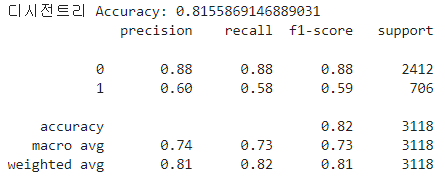 디시전트리 Accuracy: 0.8155869146889031
precision recall f1-score support
0 0.88 0.88 0.88 2412
1 0.60 0.58 0.59 706
accuracy 0.82 3118
macro avg 0.74 0.73 0.73 3118
weighted avg 0.81 0.82 0.81 3118